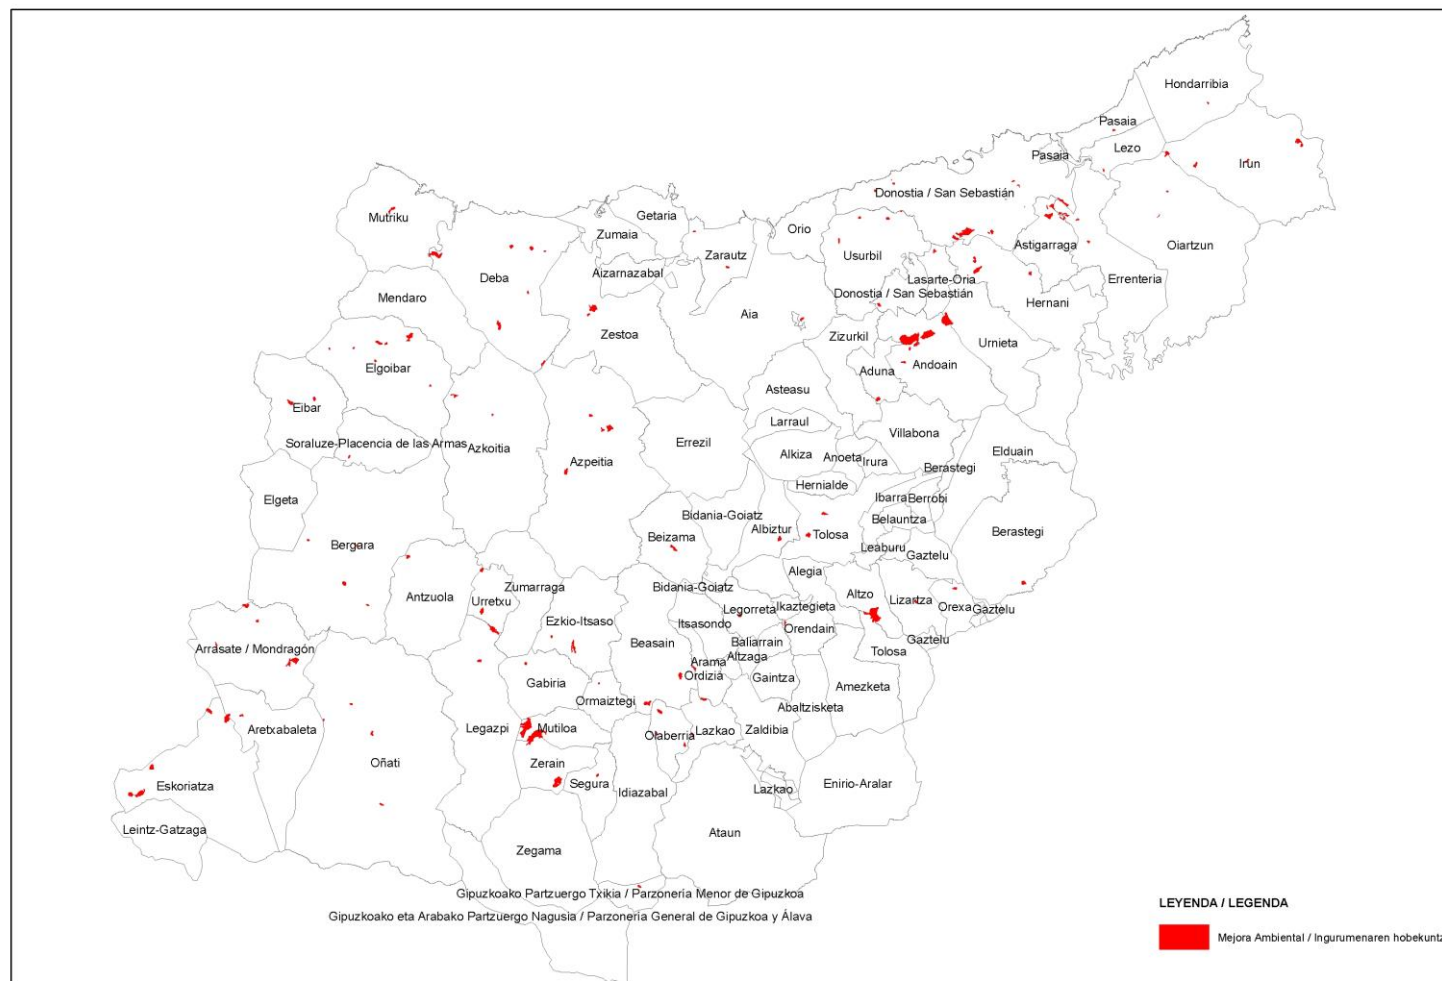 Hondarribia
Pasaia
Lezo
Pasaia
Irun
Donostia / San Sebastián
Mutriku
Getaria
Zumaia
Orio
Zarautz
Usurbil
Astigarraga
Oiartzun
Deba
Aizarnazabal
Lasarte-Oria
Errenteria
Donostia / San Sebastián
Hernani
Mendaro
Aia
Zestoa
Zizurkil
Urnieta
Elgoibar
Aduna
Andoain
Asteasu
Eibar
Larraul
Villabona
Soraluze-Placencia de las Armas
Azkoitia
Errezil
Elduain
Azpeitia
Alkiza
Anoeta
Irura
Berastegi
Hernialde
Elgeta
Ibarra
Berrobi
Bidania-Goiatz
Belauntza
Albiztur
Tolosa
Berastegi
Beizama
Bergara
Leaburu
Gaztelu
Alegia
Zumarraga
Bidania-Goiatz
Antzuola
Altzo
Urretxu
Lizartza
Orexa
Gaztelu
Legorreta
Ikaztegieta
Ezkio-Itsaso
Itsasondo
Orendain
Gaztelu
Beasain
Baliarrain
Arrasate / Mondragón
Tolosa
Altzaga
Arama
Ordizia
Gaintza
Gabiria
Amezketa
Ormaiztegi
Abaltzisketa
Aretxabaleta
Legazpi
Mutiloa
Lazkao
Zaldibia
Olaberria
Oñati
Zerain
Segura
Enirio-Aralar
Eskoriatza
Idiazabal
Lazkao
Leintz-Gatzaga
Ataun
Zegama
Gipuzkoako Partzuergo Txikia / Parzonería Menor de Gipuzkoa
Gipuzkoako eta Arabako Partzuergo Nagusia / Parzonería General de Gipuzkoa y Álava
LEYENDA / LEGENDA
Mejora Ambiental / Ingurumenaren hobekuntz